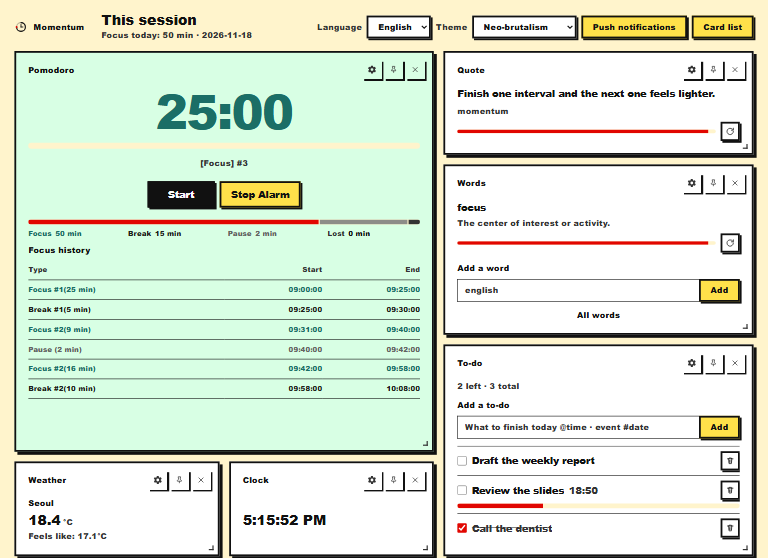 Momentum
This session
Focus today: 50 min · 2026-11-18
Language
English
Theme
Neo-brutalism
Push notifications
Card list
Pomodoro
25:00
[Focus] #3
Start
Stop Alarm
Focus 50 min
Break 15 min
Pause 2 min
Lost 0 min
Focus history
Type Start End
Focus #1(25 min) 09:00:00 09:25:00
Break #1(5 min) 09:25:00 09:30:00
Focus #2(9 min) 09:31:00 09:40:00
Pause (2 min) 09:40:00 09:42:00
Focus #2(16 min) 09:42:00 09:58:00
Break #2(10 min) 09:58:00 10:08:00
Weather
Seoul
18.4 °C
Feels like: 17.1°C
Clock
5:15:52 PM
Quote
Finish one interval and the next one feels lighter.
momentum
Words
focus
The center of interest or activity.
Add a word
english
Add
All words
To-do
2 left · 3 total
Add a to-do
What to finish today @time · event #date
Add
Draft the weekly report
Review the slides 18:50
Call the dentist